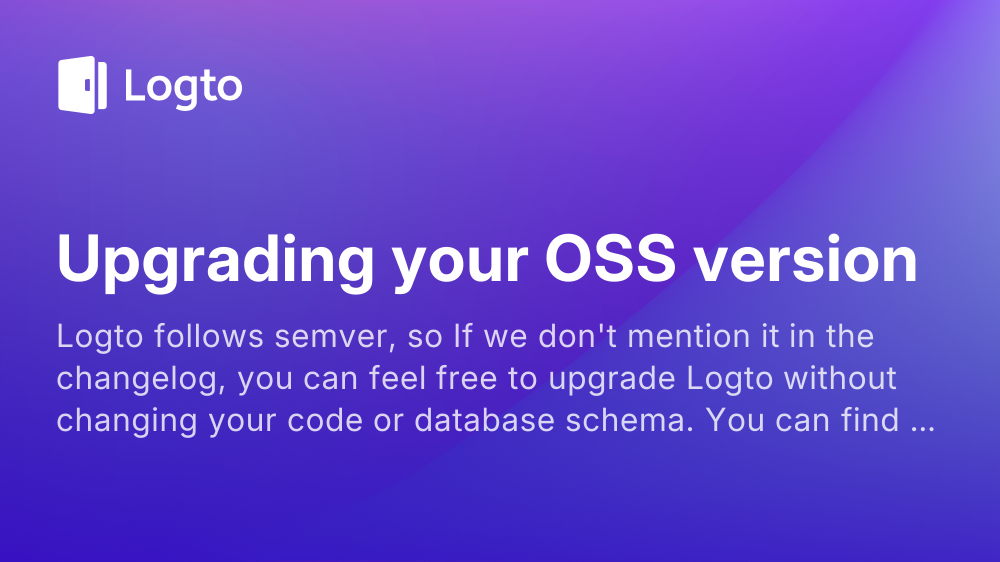 Logto
Upgrading your OSS version
Logto follows semver, so If we don't mention it in the
changelog, you can feel free to upgrade Logto without
changing your code or database schema. You can find ...